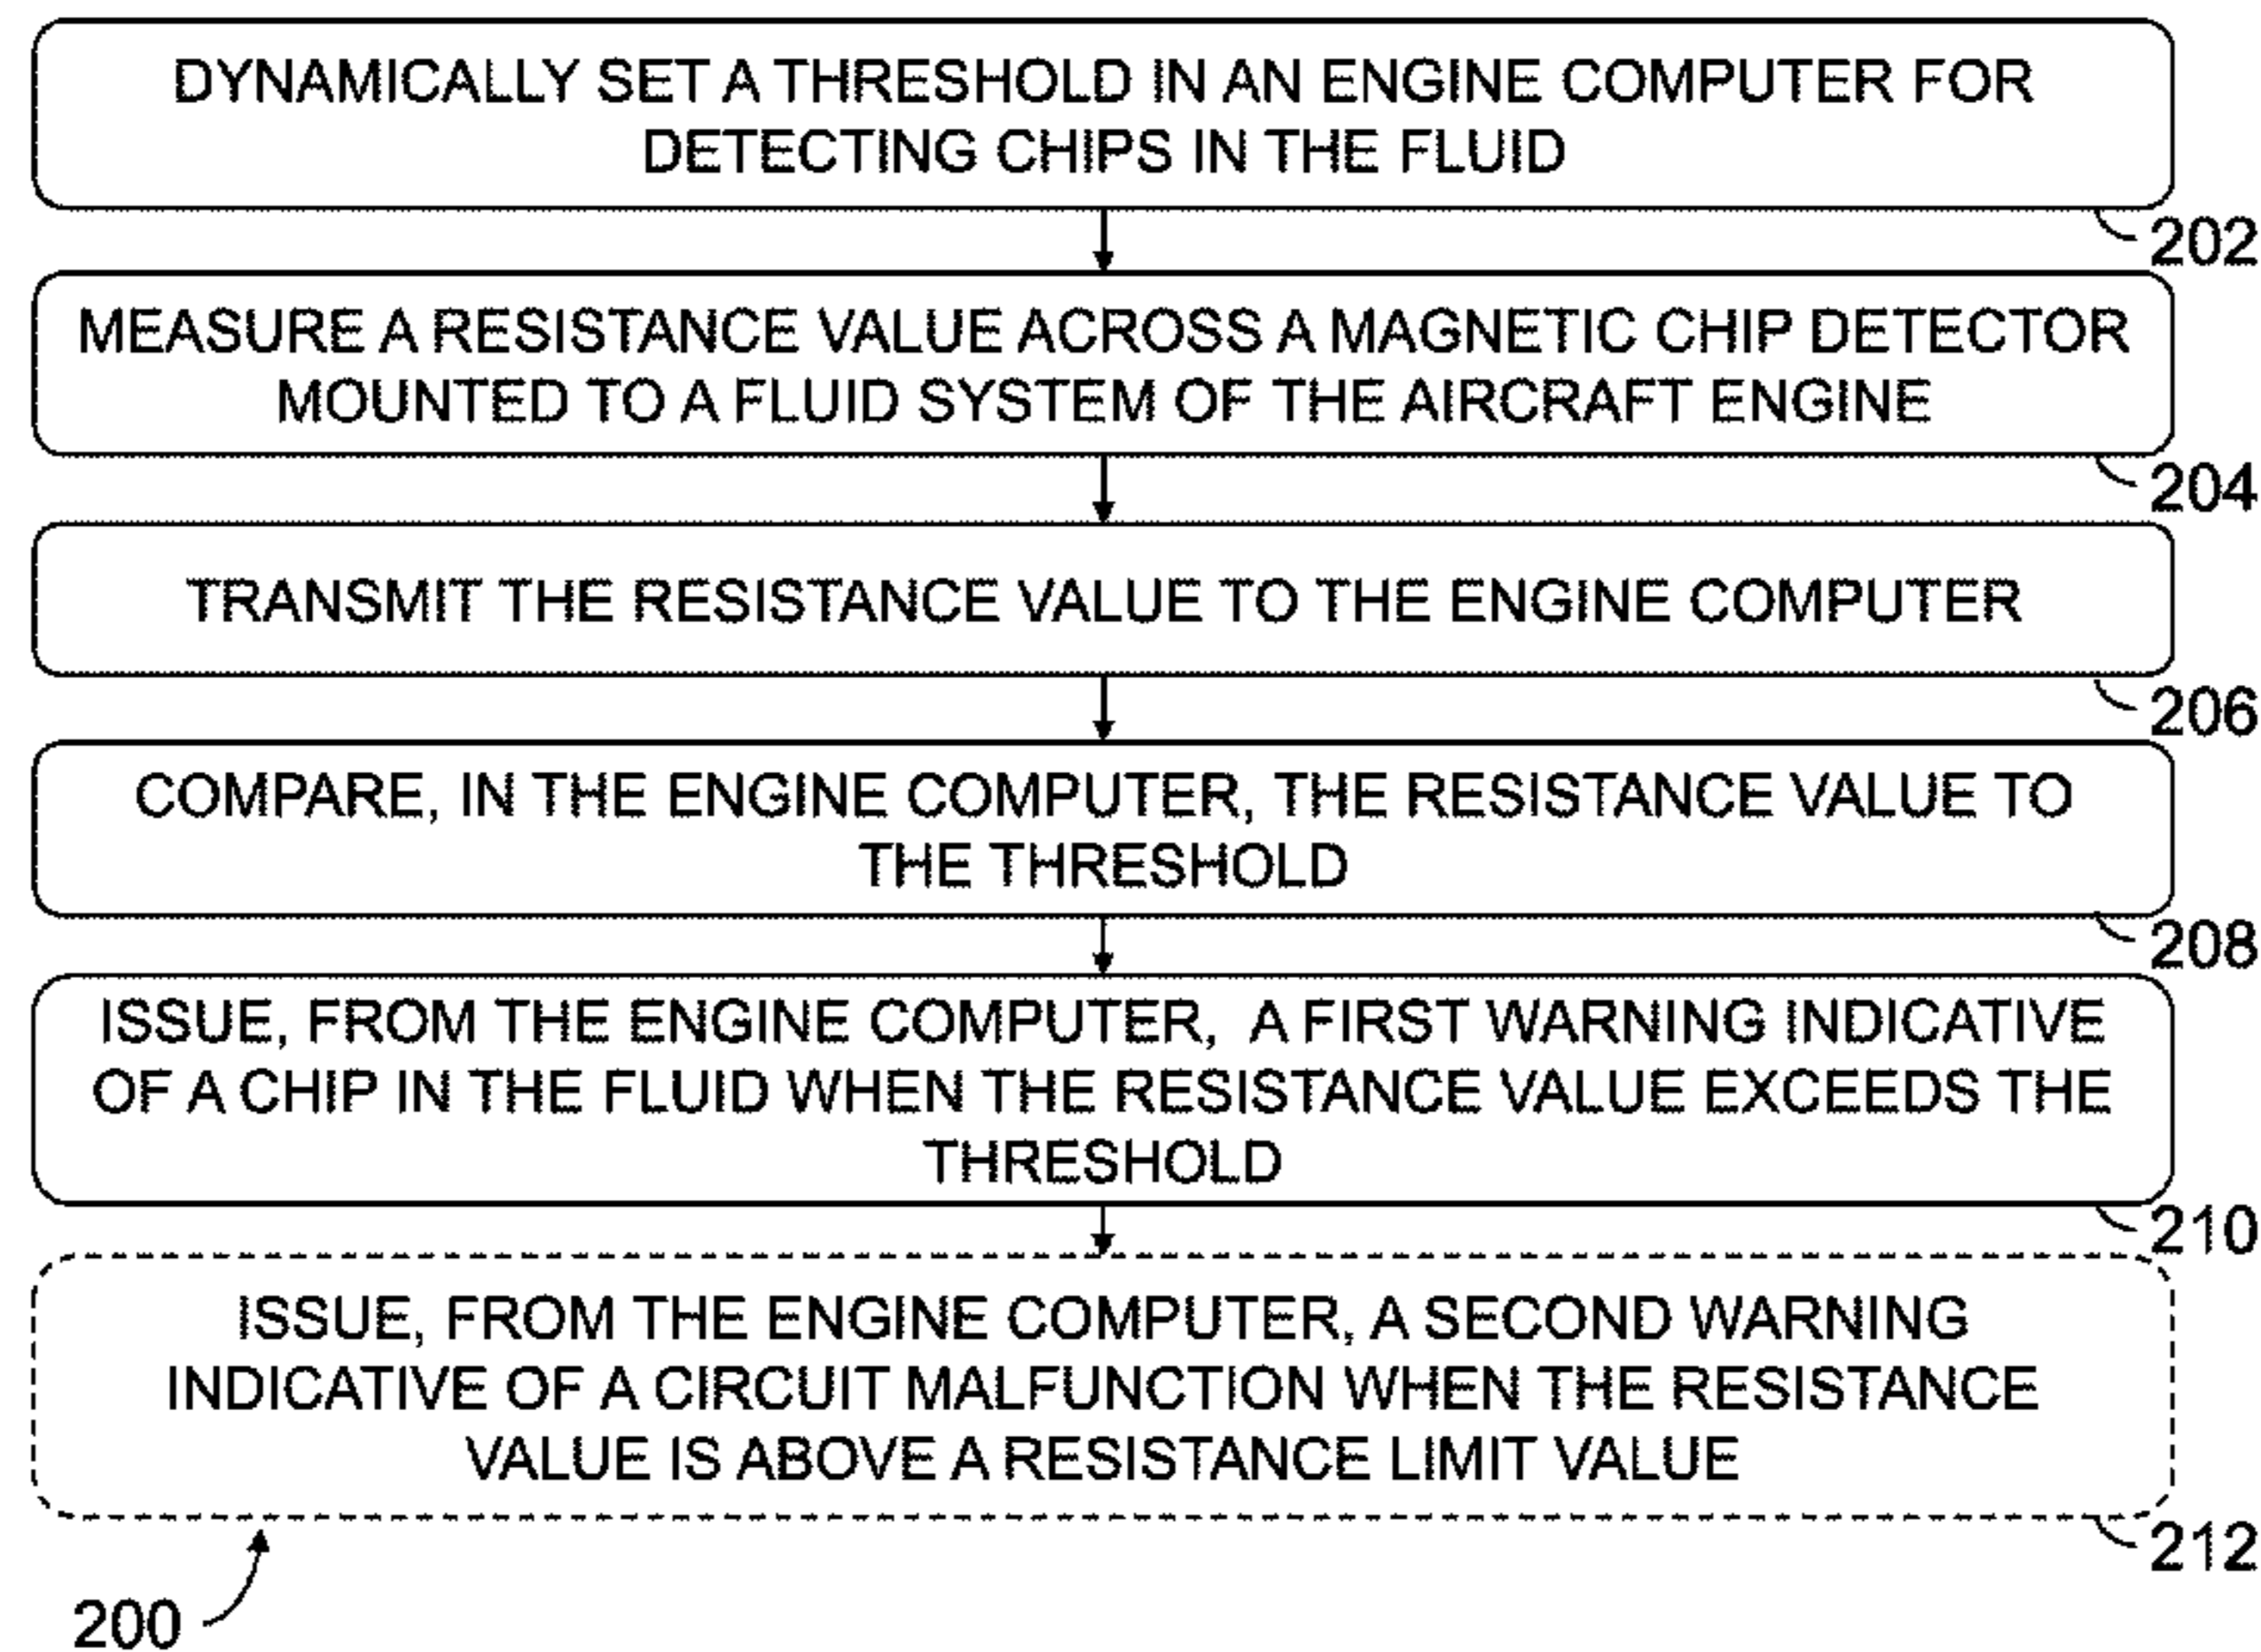 DYNAMICALLY SET A THRESHOLD IN AN ENGINE COMPUTER FOR
DETECTING CHIPS IN THE FLUID
202
MEASURE A RESISTANCE VALUE ACROSS A MAGNETIC CHIP DETECTOR
MOUNTED TO A FLUID SYSTEM OF THE AIRCRAFT ENGINE
204
TRANSMIT THE RESISTANCE VALUE TO THE ENGINE COMPUTER
206
COMPARE, IN THE ENGINE COMPUTER, THE RESISTANCE VALUE TO
THE THRESHOLD
208
ISSUE, FROM THE ENGINE COMPUTER, A FIRST WARNING INDICATIVE
OF A CHIP IN THE FLUID WHEN THE RESISTANCE VALUE EXCEEDS THE
THRESHOLD
210
ISSUE, FROM THE ENGINE COMPUTER, A SECOND WARNING
INDICATIVE OF A CIRCUIT MALFUNCTION WHEN THE RESISTANCE
VALUE IS ABOVE A RESISTANCE LIMIT VALUE
212
200